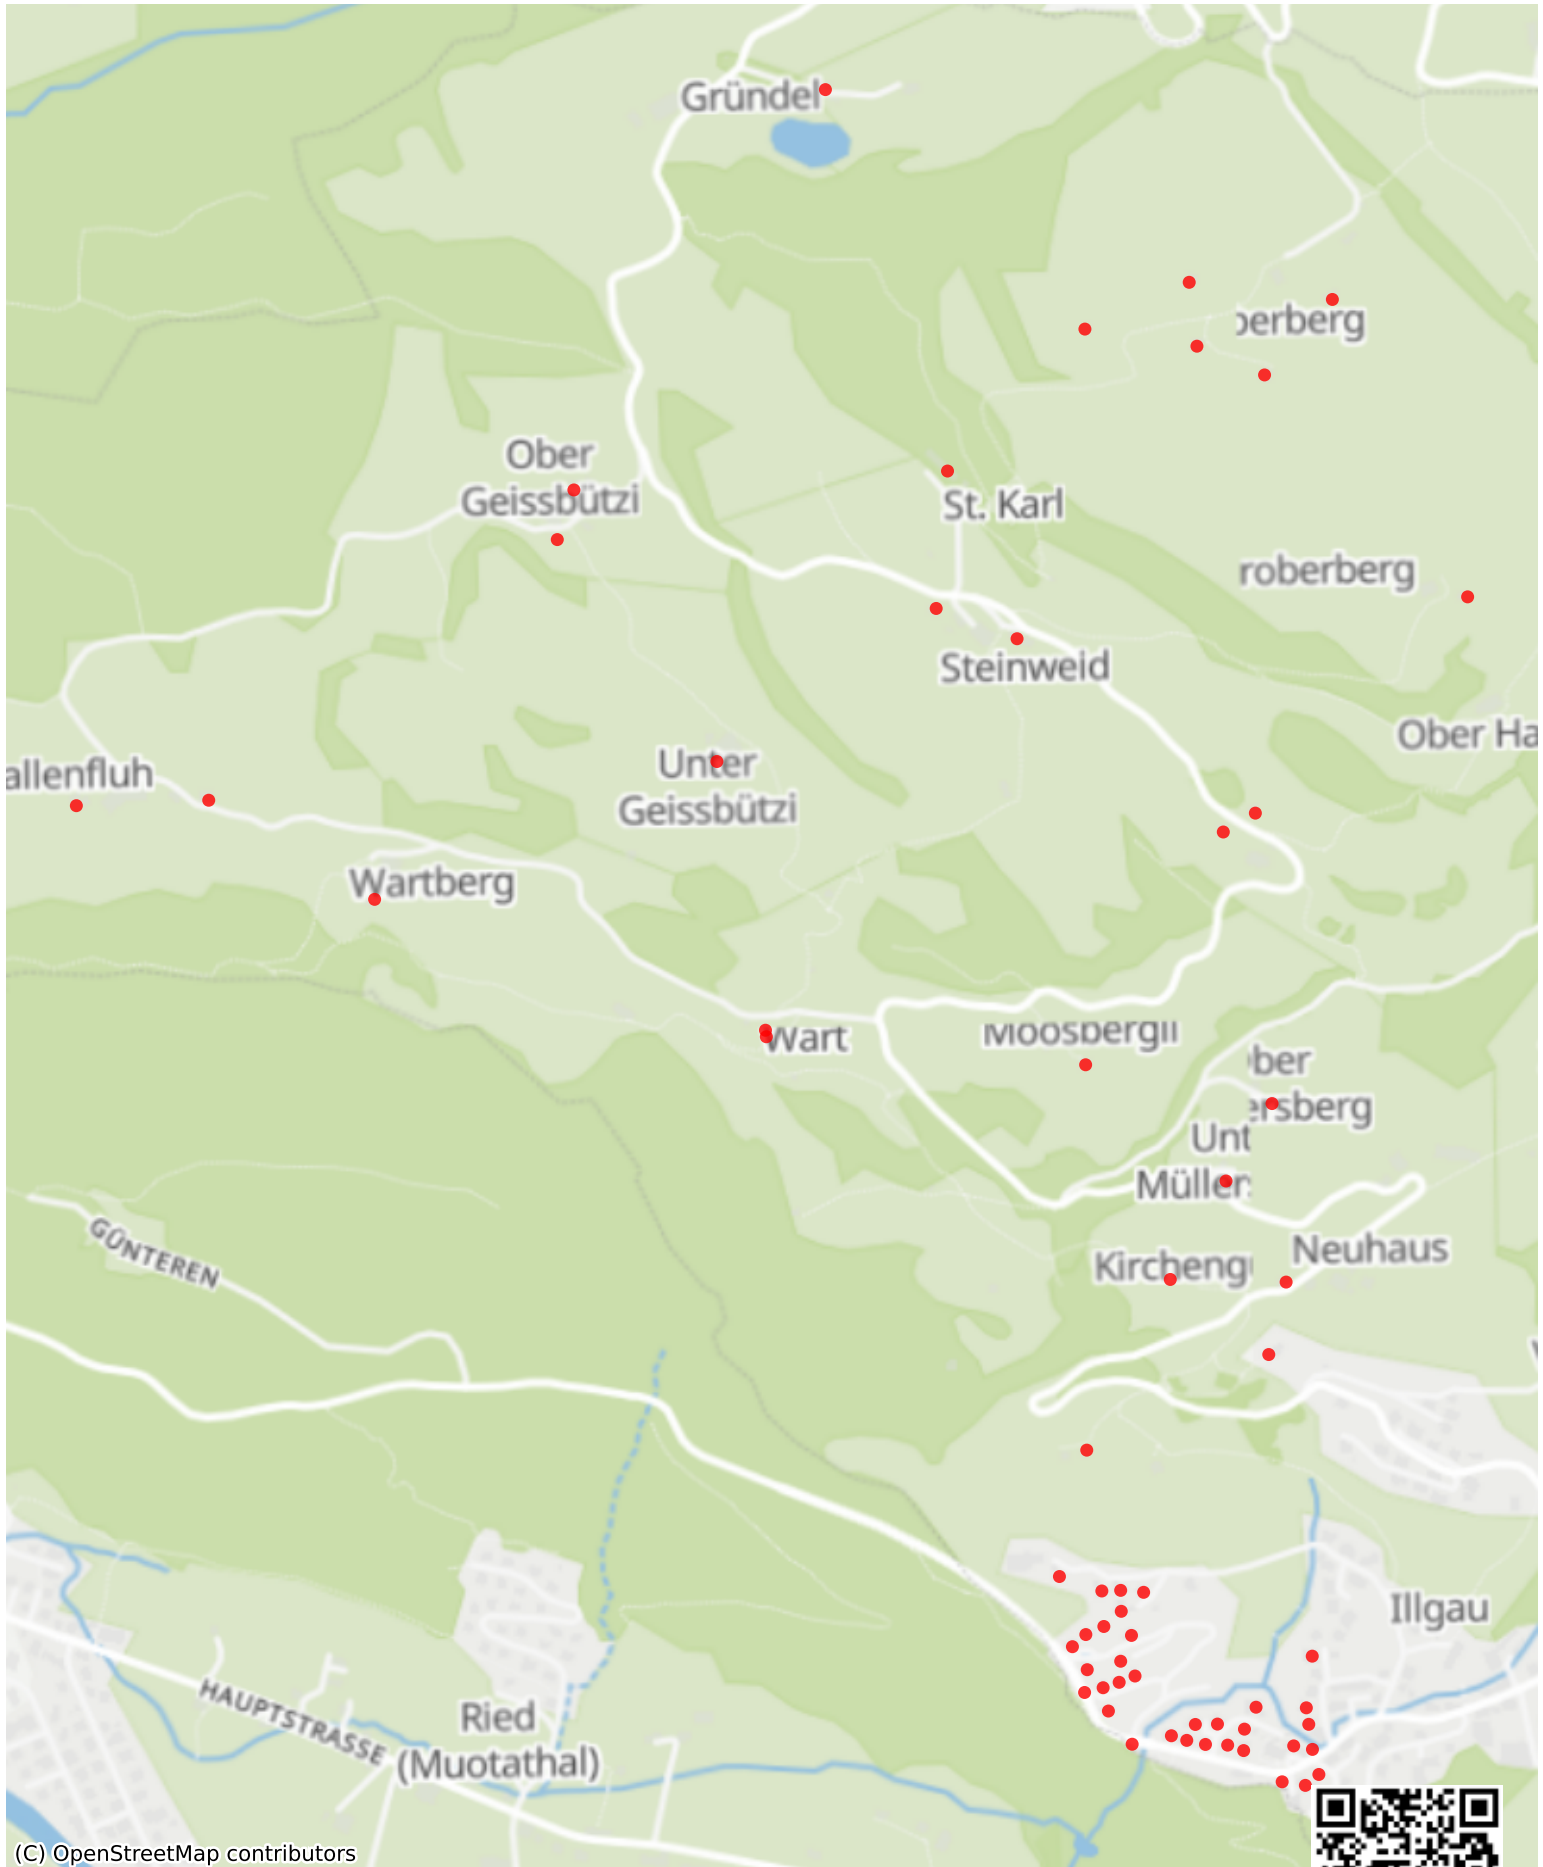 Gründel
berberg
Ober
Geissbützi
St. Karl
roberberg
Steinweid
Ober Ha
Unter
Geissbützi
allenfluh
Wartberg
Wart
Moosbergli
ber
ersberg
Unt
Müller
Kircheng
Neuhaus
GÜNTEREN
Illgau
HAUPTSTRASSE
Ried
(Muotathal)
(C) OpenStreetMap contributors